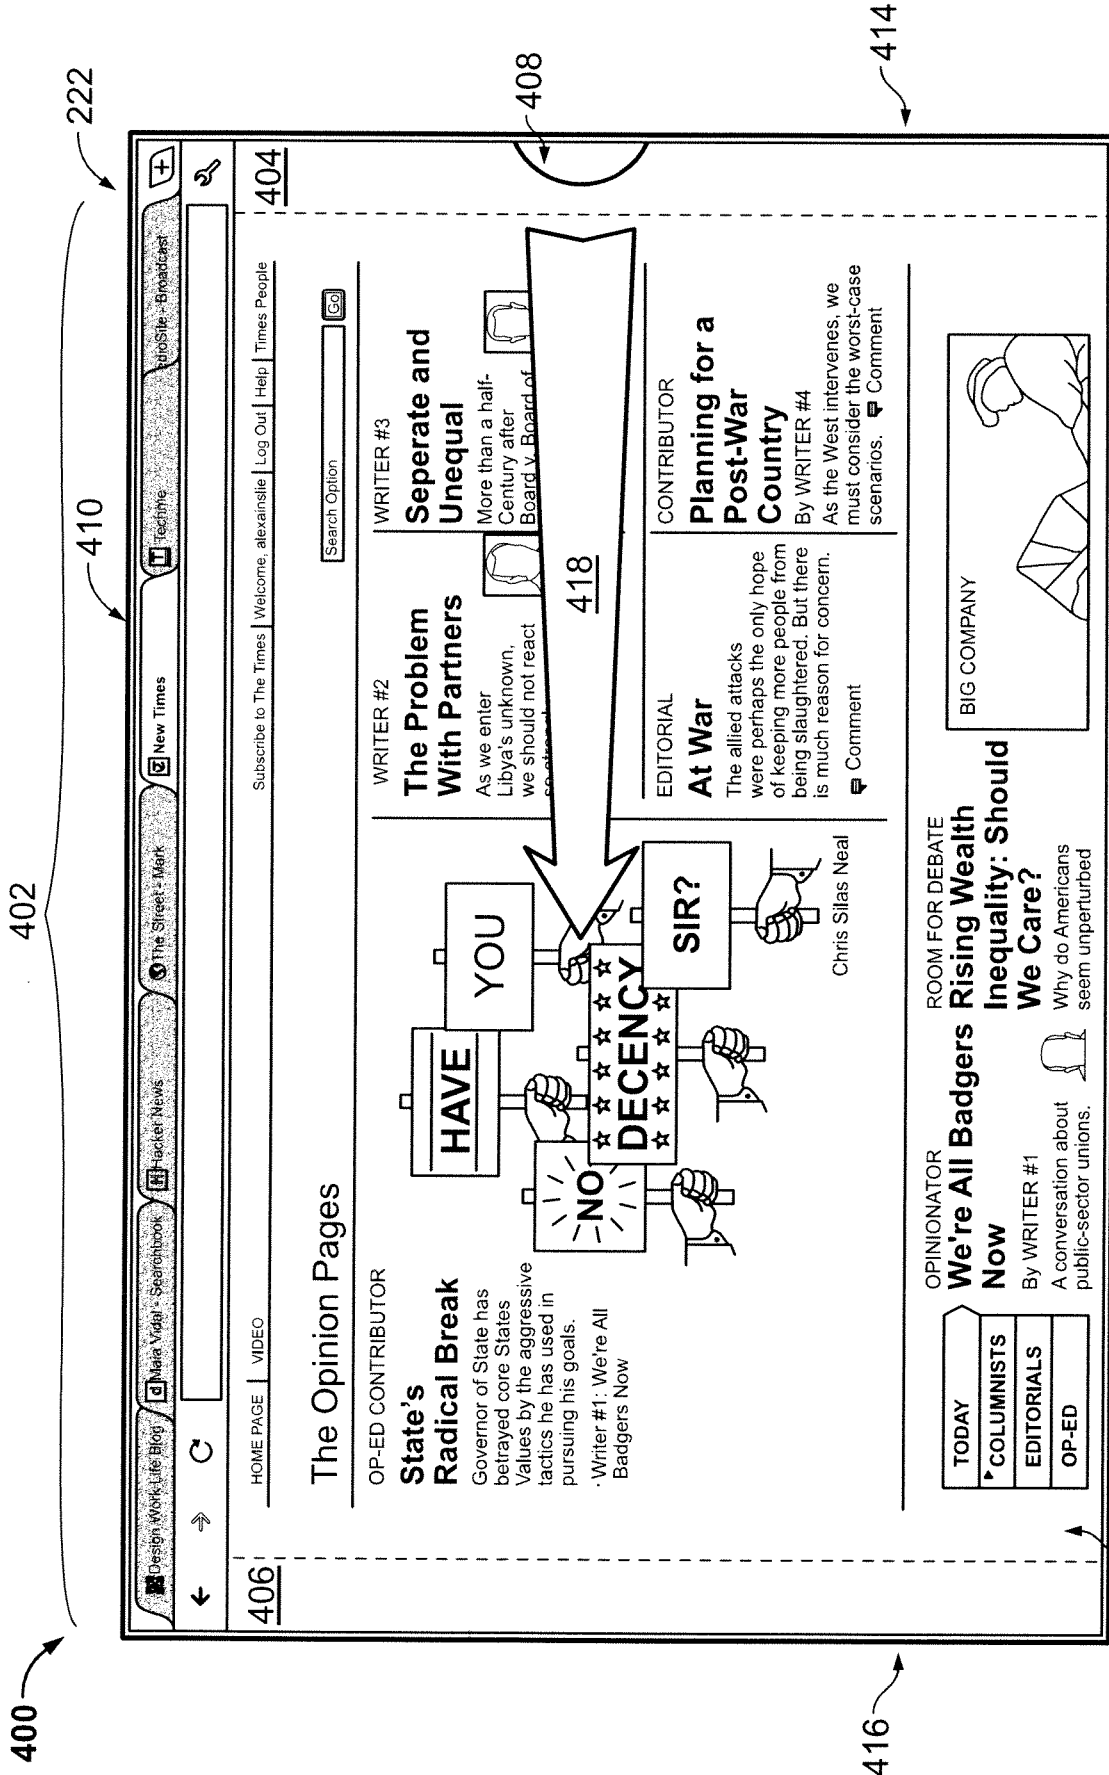 400
402
410
222
Design Work Life Blog
d Maia Vidal - Searchbook
H Hacker News
The Street - Mark
New Times
T Techme
dioSite - Broadcast
+
406
404
HOME PAGE | VIDEO
Subscribe to The Times | Welcome, alexainslie | Log Out | Help | Times People
The Opinion Pages
Search Option
Go
OP-ED CONTRIBUTOR
State's
Radical Break
Governor of State has
betrayed core States
Values by the aggressive
tactics he has used in
pursuing his goals.
· Writer #1: We're All
Badgers Now
NO
HAVE
YOU
DECENCY
SIR?
Chris Silas Neal
WRITER #2
The Problem
With Partners
As we enter
Libya's unknown,
we should not react
WRITER #3
Seperate and
Unequal
More than a half-
Century after
Board v. Board of
418
408
EDITORIAL
At War
The allied attacks
were perhaps the only hope
of keeping more people from
being slaughtered. But there
is much reason for concern.
Comment
CONTRIBUTOR
Planning for a
Post-War
Country
By WRITER #4
As the West intervenes, we
must consider the worst-case
scenarios. Comment
416
414
TODAY
COLUMNISTS
EDITORIALS
OP-ED
OPINIONATOR
We're All Badgers
Now
By WRITER #1
A conversation about
public-sector unions.
ROOM FOR DEBATE
Rising Wealth
Inequality: Should
We Care?
Why do Americans
seem unperturbed
BIG COMPANY